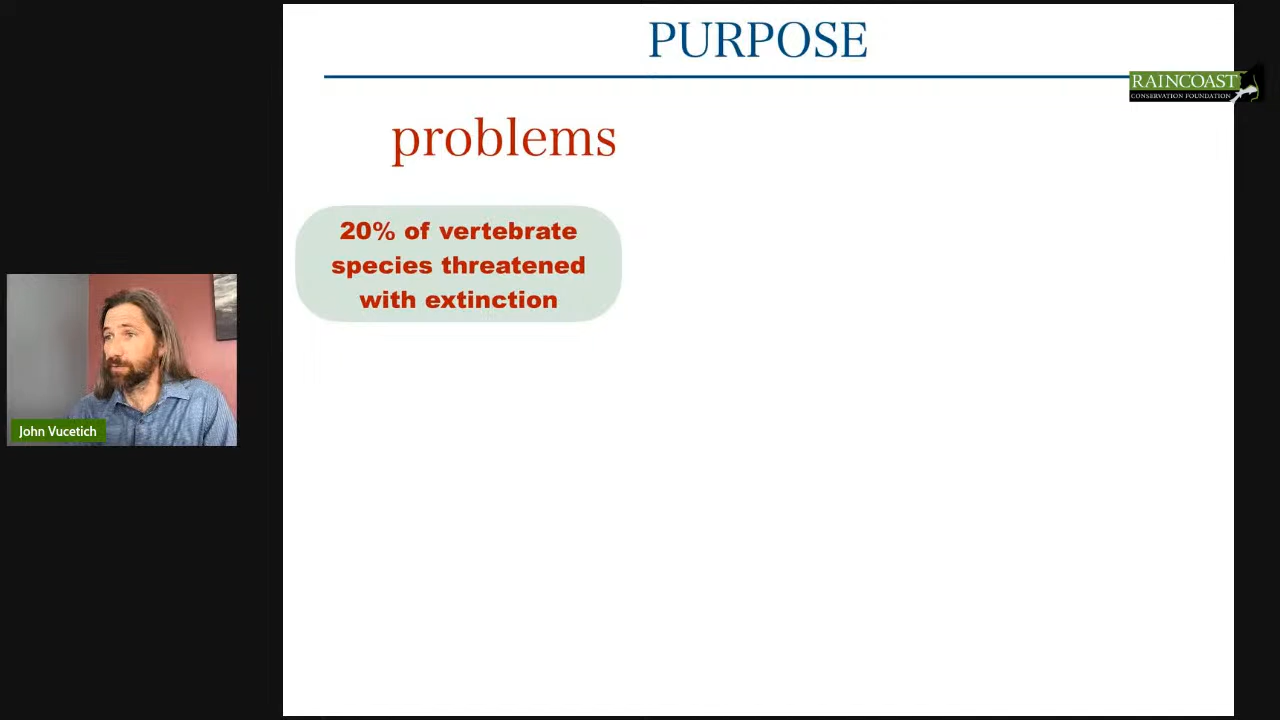 PURPOSE
RAINCOAST
CONSERVATION FOUNDATION
problems
20% of vertebrate
species threatened
with extinction
John Vucetich